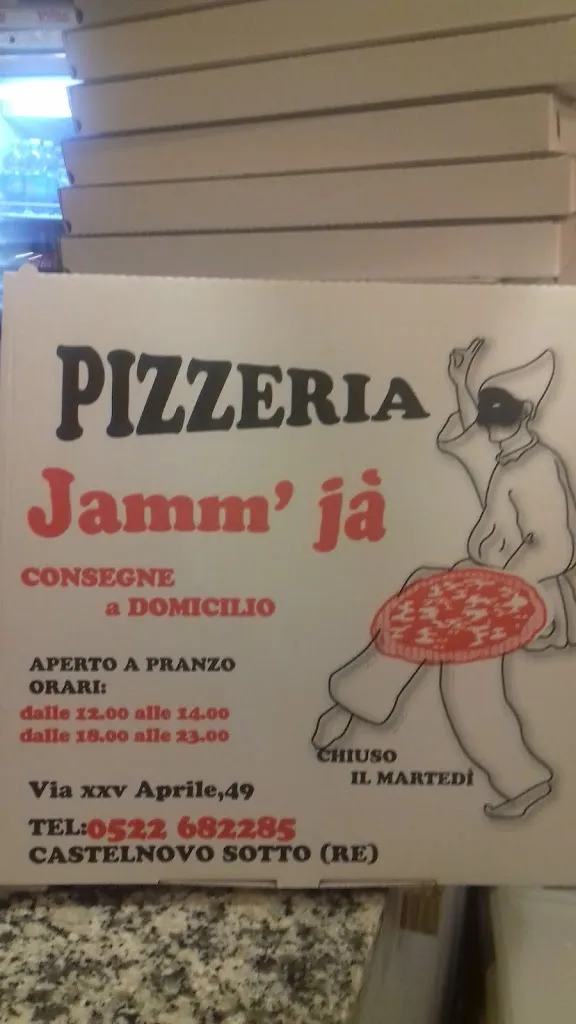 PIZZERIA
Jamm' jà
CONSEGNE
a DOMICILIO
APERTO A PRANZO
ORARI:
dalle 12.00 alle 14.00
dalle 18.00 alle 23.00
CHIUSO
IL MARTEDÌ
Via xxv Aprile,49
TEL:0522 682285
CASTELNOVO SOTTO (RE)